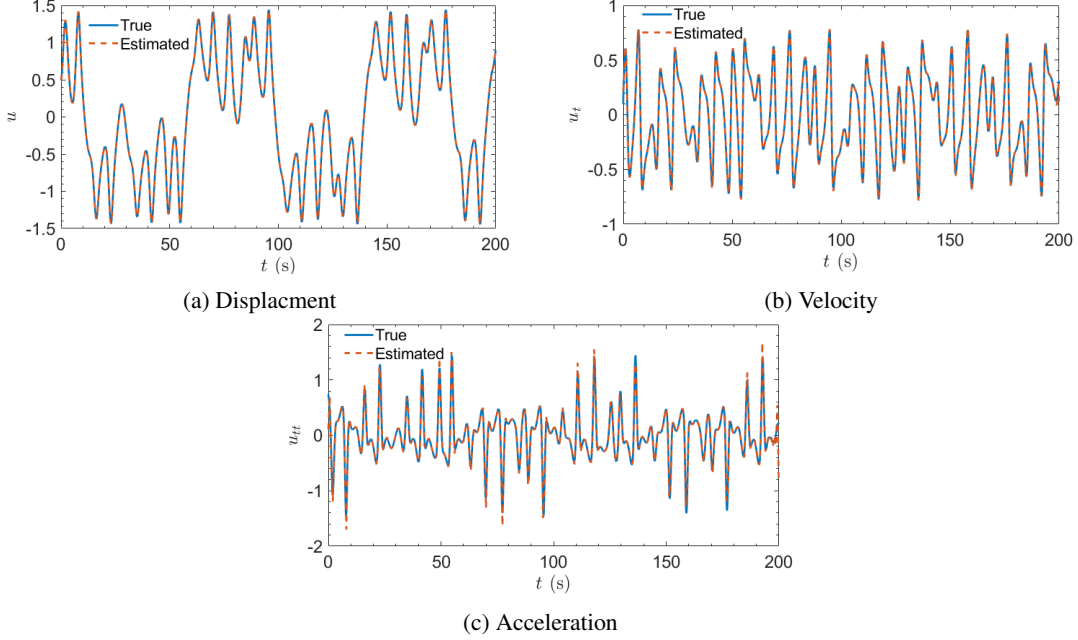 1.5
1
0.5
0
-0.5
-1
-1.5
u
True
Estimated
0
50
100
150
200
t (s)
(a) Displacment
1
0.5
0
-0.5
-1
u_t
True
Estimated
0
50
100
150
200
t (s)
(b) Velocity
2
1
0
-1
-2
u_tt
True
Estimated
0
50
100
150
200
t (s)
(c) Acceleration